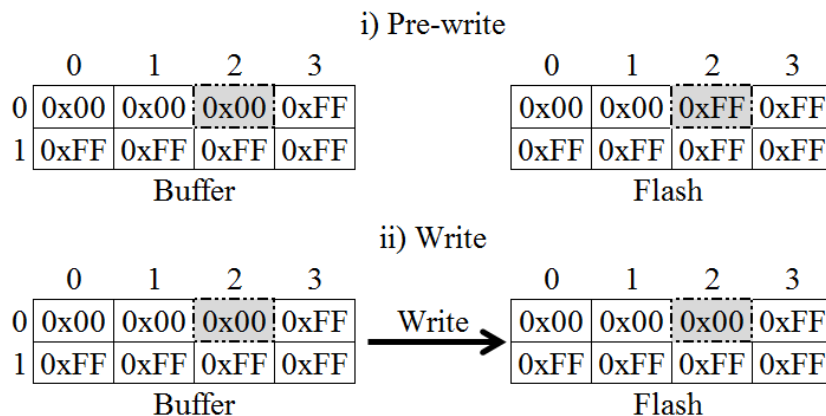 i) Pre-write
0 1 2 3 0 1 2 3
0 0x00 0x00 0x00 0xFF 0x00 0x00 0xFF 0xFF
1 0xFF 0xFF 0xFF 0xFF 0xFF 0xFF 0xFF 0xFF
Buffer Flash
ii) Write
0 1 2 3 0 1 2 3
0 0x00 0x00 0x00 0xFF Write 0x00 0x00 0x00 0xFF
1 0xFF 0xFF 0xFF 0xFF 0xFF 0xFF 0xFF 0xFF
Buffer Flash